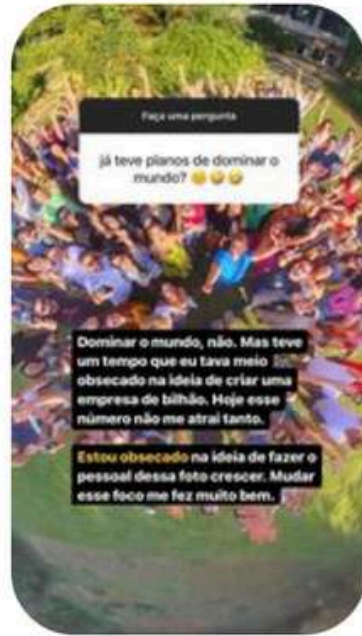 Faça uma pergunta
já teve planos de dominar o
mundo? 🤨🤣🤣
Dominar o mundo, não. Mas teve
um tempo que eu tava meio
obsecado na ideia de criar uma
empresa de bilhão. Hoje esse
número não me atrai tanto.
Estou obsecado na ideia de fazer o
pessoal dessa foto crescer. Mudar
esse foco me fez muito bem.